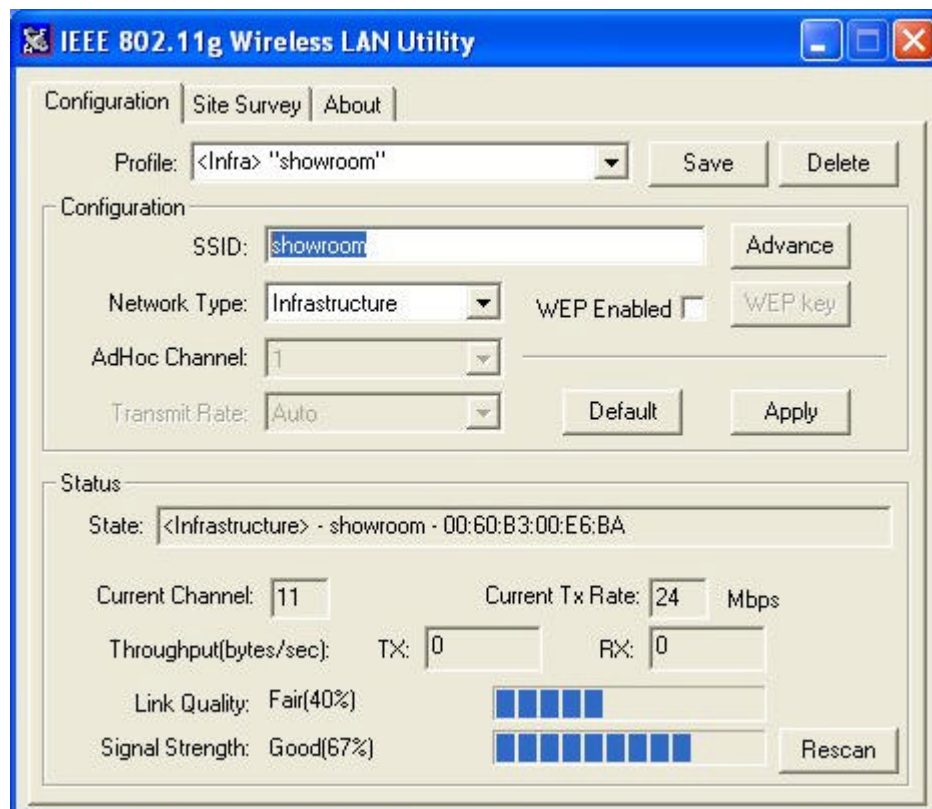 IEEE 802.11g Wireless LAN Utility
Configuration Site Survey About
Profile: <Infra> "showroom" Save Delete
Configuration
SSID: showroom Advance
Network Type: Infrastructure WEP Enabled WEP key
AdHoc Channel: 1
Transmit Rate: Auto Default Apply
Status
State: <Infrastructure> - showroom - 00:60:B3:00:E6:BA
Current Channel: 11 Current Tx Rate: 24 Mbps
Throughput(bytes/sec): TX: 0 RX: 0
Link Quality: Fair(40%)
Signal Strength: Good(67%) Rescan